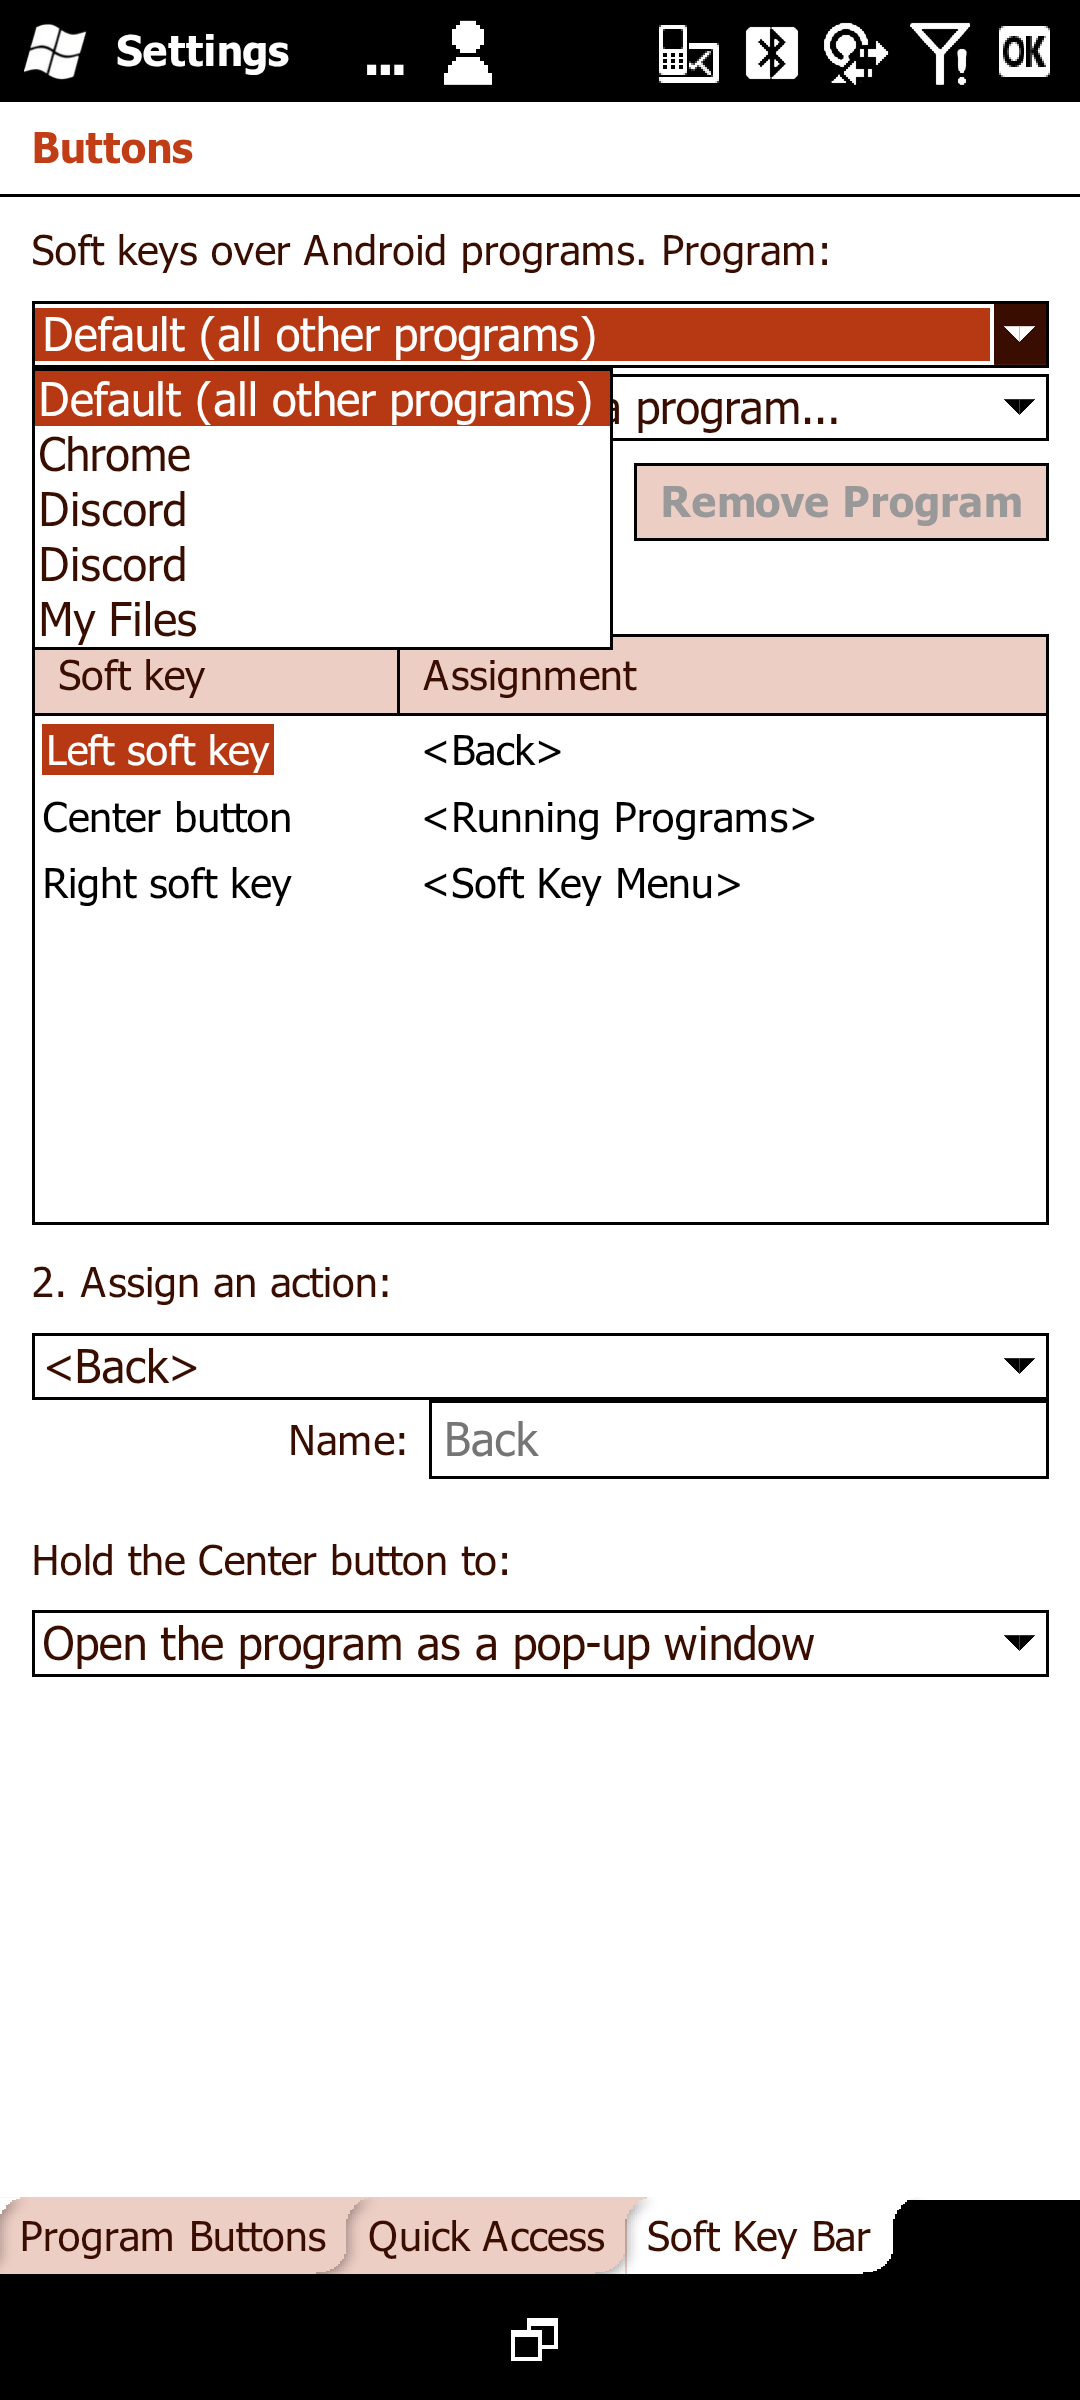 Settings ... OK
Buttons
Soft keys over Android programs. Program:
Default (all other programs)
Default (all other programs)
program...
Chrome
Discord
Remove Program
Discord
My Files
Soft key Assignment
Left soft key <Back>
Center button <Running Programs>
Right soft key <Soft Key Menu>
2. Assign an action:
<Back>
Name: Back
Hold the Center button to:
Open the program as a pop-up window
Program Buttons Quick Access Soft Key Bar